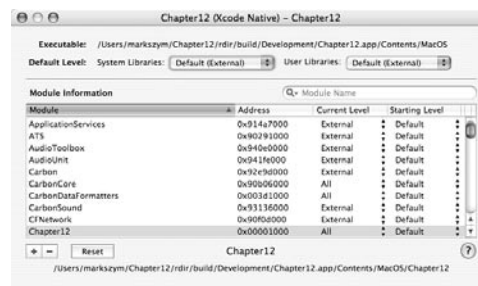 Chapter12 (Xcode Native) – Chapter12
Executable: /Users/markszym/Chapter12/rdir/build/Development/Chapter12.app/Contents/MacOS
Default Level: System Libraries: Default (External) User Libraries: Default (External)
Module Information Module Name
Module Address Current Level Starting Level
ApplicationServices 0x914a7000 External Default
ATS 0x90291000 External Default
AudioToolbox 0x940e0000 External Default
AudioUnit 0x941fe000 External Default
Carbon 0x92e9d000 External Default
CarbonCore 0x90b06000 All Default
CarbonDataFormatters 0x003d1000 All Default
CarbonSound 0x93136000 External Default
CFNetwork 0x90f0d000 External Default
Chapter12 0x00001000 All Default
+ – Reset Chapter12 ?
/Users/markszym/Chapter12/rdir/build/Development/Chapter12.app/Contents/MacOS/Chapter12